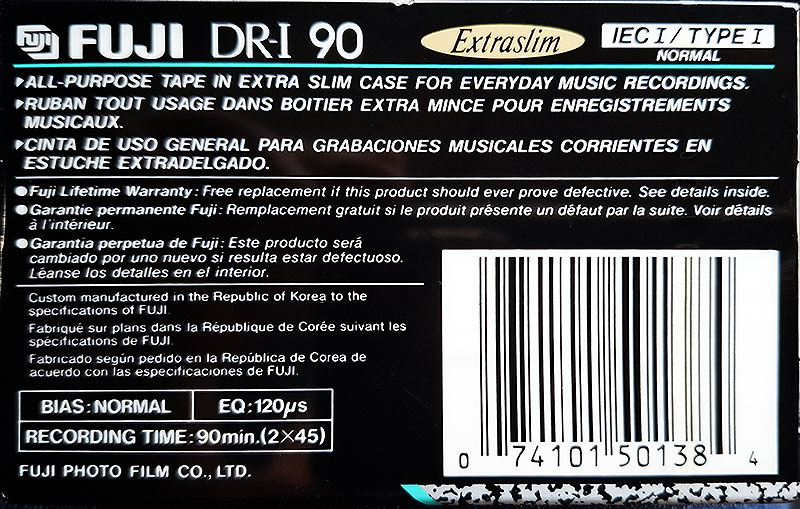 FUJI FUJI DR-I 90 Extraslim IEC I / TYPE I
NORMAL
ALL-PURPOSE TAPE IN EXTRA SLIM CASE FOR EVERYDAY MUSIC RECORDINGS.
RUBAN TOUT USAGE DANS BOITIER EXTRA MINCE POUR ENREGISTREMENTS
MUSICAUX.
CINTA DE USO GENERAL PARA GRABACIONES MUSICALES CORRIENTES EN
ESTUCHE EXTRADELGADO.
●Fuji Lifetime Warranty: Free replacement if this product should ever prove defective. See details inside.
●Garantie permanente Fuji: Remplacement gratuit si le produit présente un défaut par la suite. Voir détails
à l'intérieur.
●Garantía perpetua de Fuji: Este producto será
cambiado por uno nuevo si resulta estar defectuoso.
Léanse los detalles en el interior.
Custom manufactured in the Republic of Korea to the
specifications of FUJI.
Fabriqué sur plans dans la République de Corée suivant les
spécifications de FUJI.
Fabricado según pedido en la República de Corea de
acuerdo con las especificaciones de FUJI.
BIAS: NORMAL EQ: 120μs
RECORDING TIME: 90min. (2×45)
FUJI PHOTO FILM CO., LTD.
0 74101 50138 4